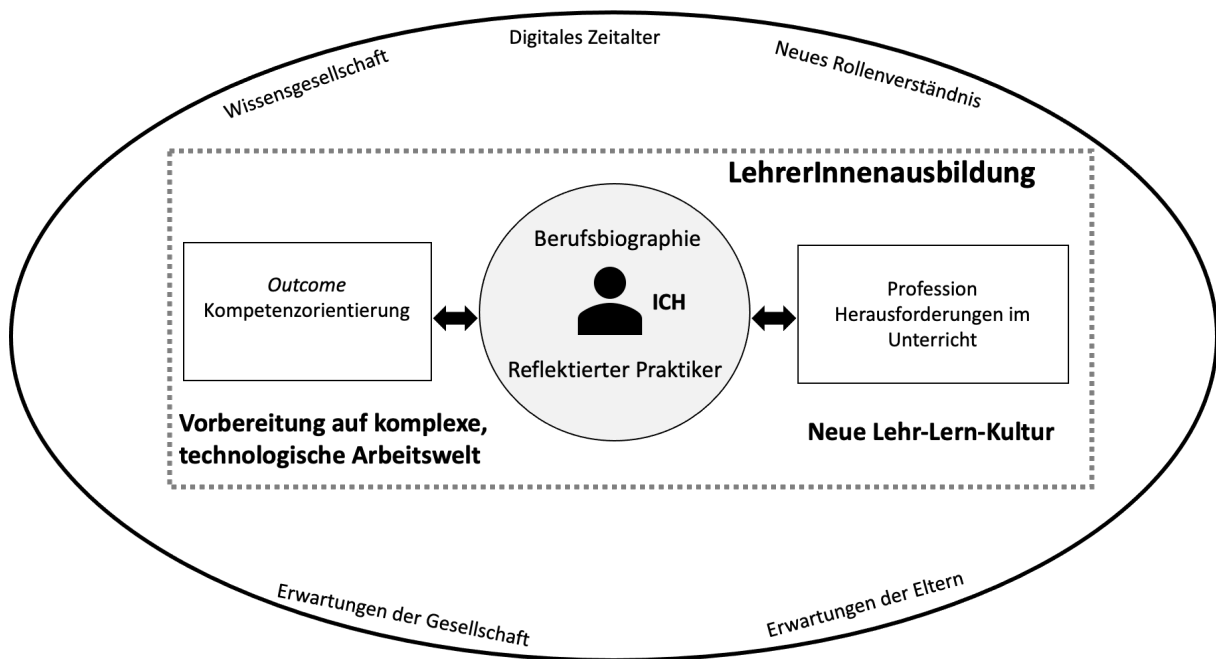 Digitales Zeitalter
Wissensgesellschaft
Neues Rollenverständnis
LehrerInnenausbildung
Outcome
Kompetenzorientierung
Berufsbiographie
ICH
Reflektierter Praktiker
Profession
Herausforderungen im
Unterricht
Vorbereitung auf komplexe,
technologische Arbeitswelt
Neue Lehr-Lern-Kultur
Erwartungen der Gesellschaft
Erwartungen der Eltern